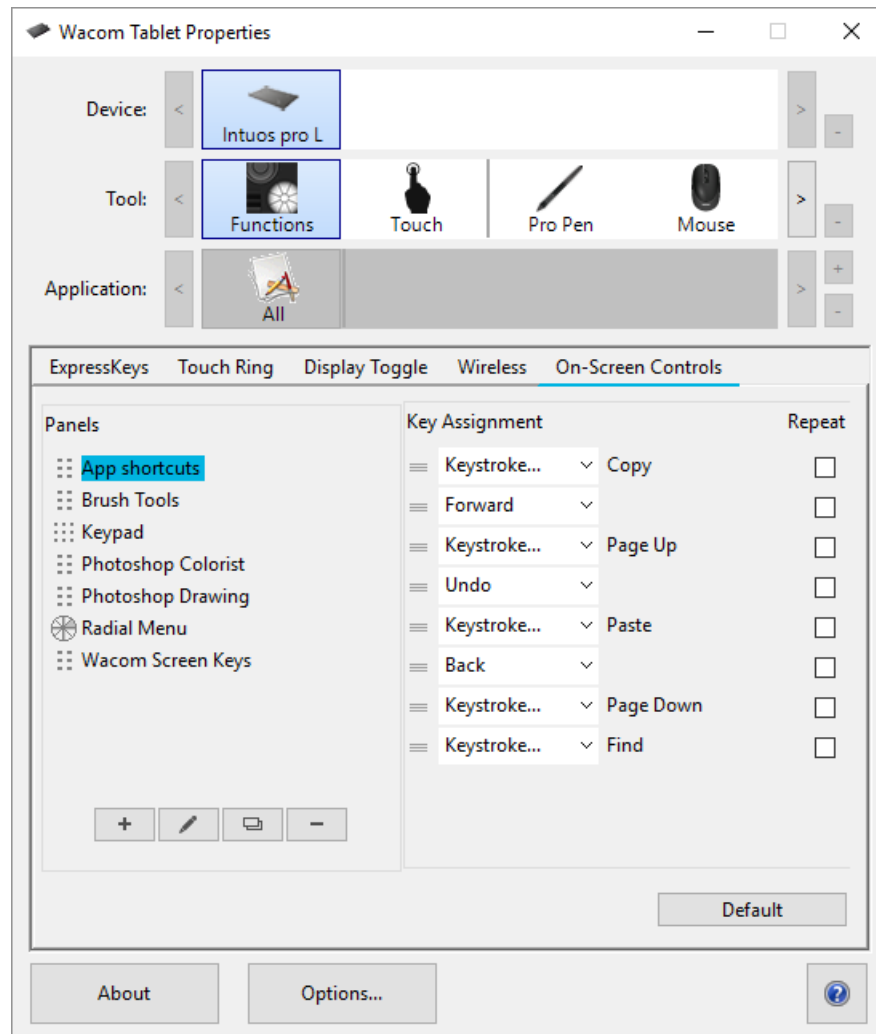 Wacom Tablet Properties
Device:
<
Intuos pro L
>
-
Tool:
<
Functions
Touch
Pro Pen
Mouse
>
-
Application:
<
All
>
+
-
ExpressKeys Touch Ring Display Toggle Wireless On-Screen Controls
Panels
App shortcuts
Brush Tools
Keypad
Photoshop Colorist
Photoshop Drawing
Radial Menu
Wacom Screen Keys
+ -
Key Assignment Repeat
Keystroke... Copy
Forward
Keystroke... Page Up
Undo
Keystroke... Paste
Back
Keystroke... Page Down
Keystroke... Find
Default
About Options... ?